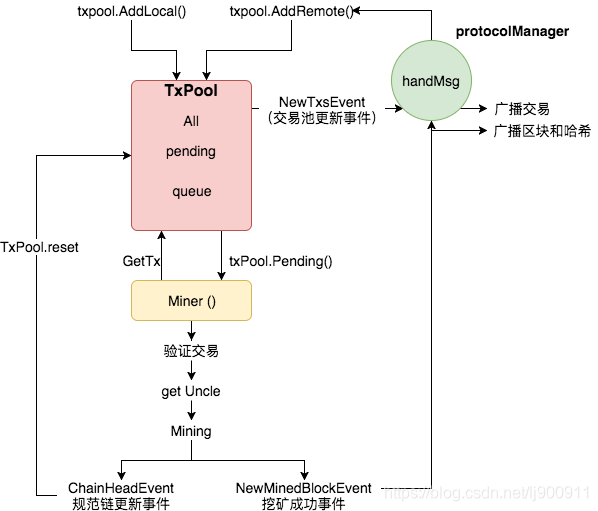 txpool.AddLocal()
txpool.AddRemote()
protocolManager
handMsg
TxPool
All
pending
queue
NewTxsEvent
（交易池更新事件）
广播交易
广播区块和哈希
TxPool.reset
GetTx
txPool.Pending()
Miner ()
验证交易
get Uncle
Mining
ChainHeadEvent
规范链更新事件
NewMinedBlockEvent
挖矿成功事件
https://blog.csdn.net/lj900911